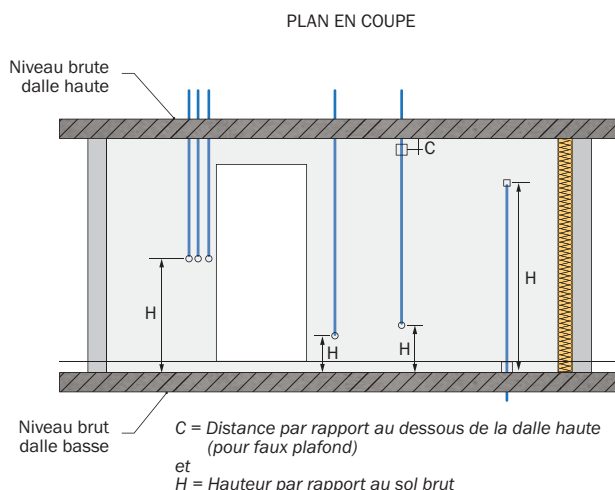 PLAN EN COUPE
Niveau brute
dalle haute
C
H
H
H
H
Niveau brut
dalle basse
C = Distance par rapport au dessous de la dalle haute
(pour faux plafond)
et
H = Hauteur par rapport au sol brut